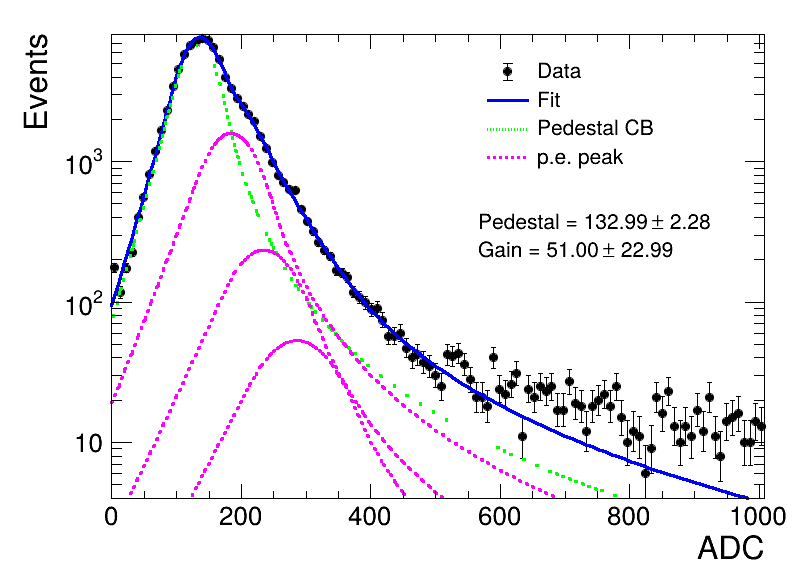 Events
10³
10²
10
Data
Fit
Pedestal CB
p.e. peak
Pedestal = 132.99 ± 2.28
Gain = 51.00 ± 22.99
0 200 400 600 800 1000
ADC